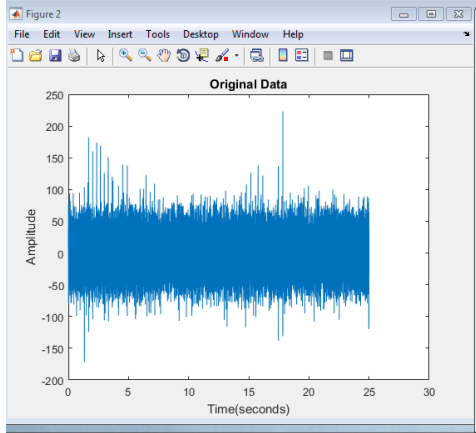 Figure 2
File Edit View Insert Tools Desktop Window Help
Original Data
250
200
150
100
50
0
-50
-100
-150
-200
Amplitude
0 5 10 15 20 25 30
Time(seconds)